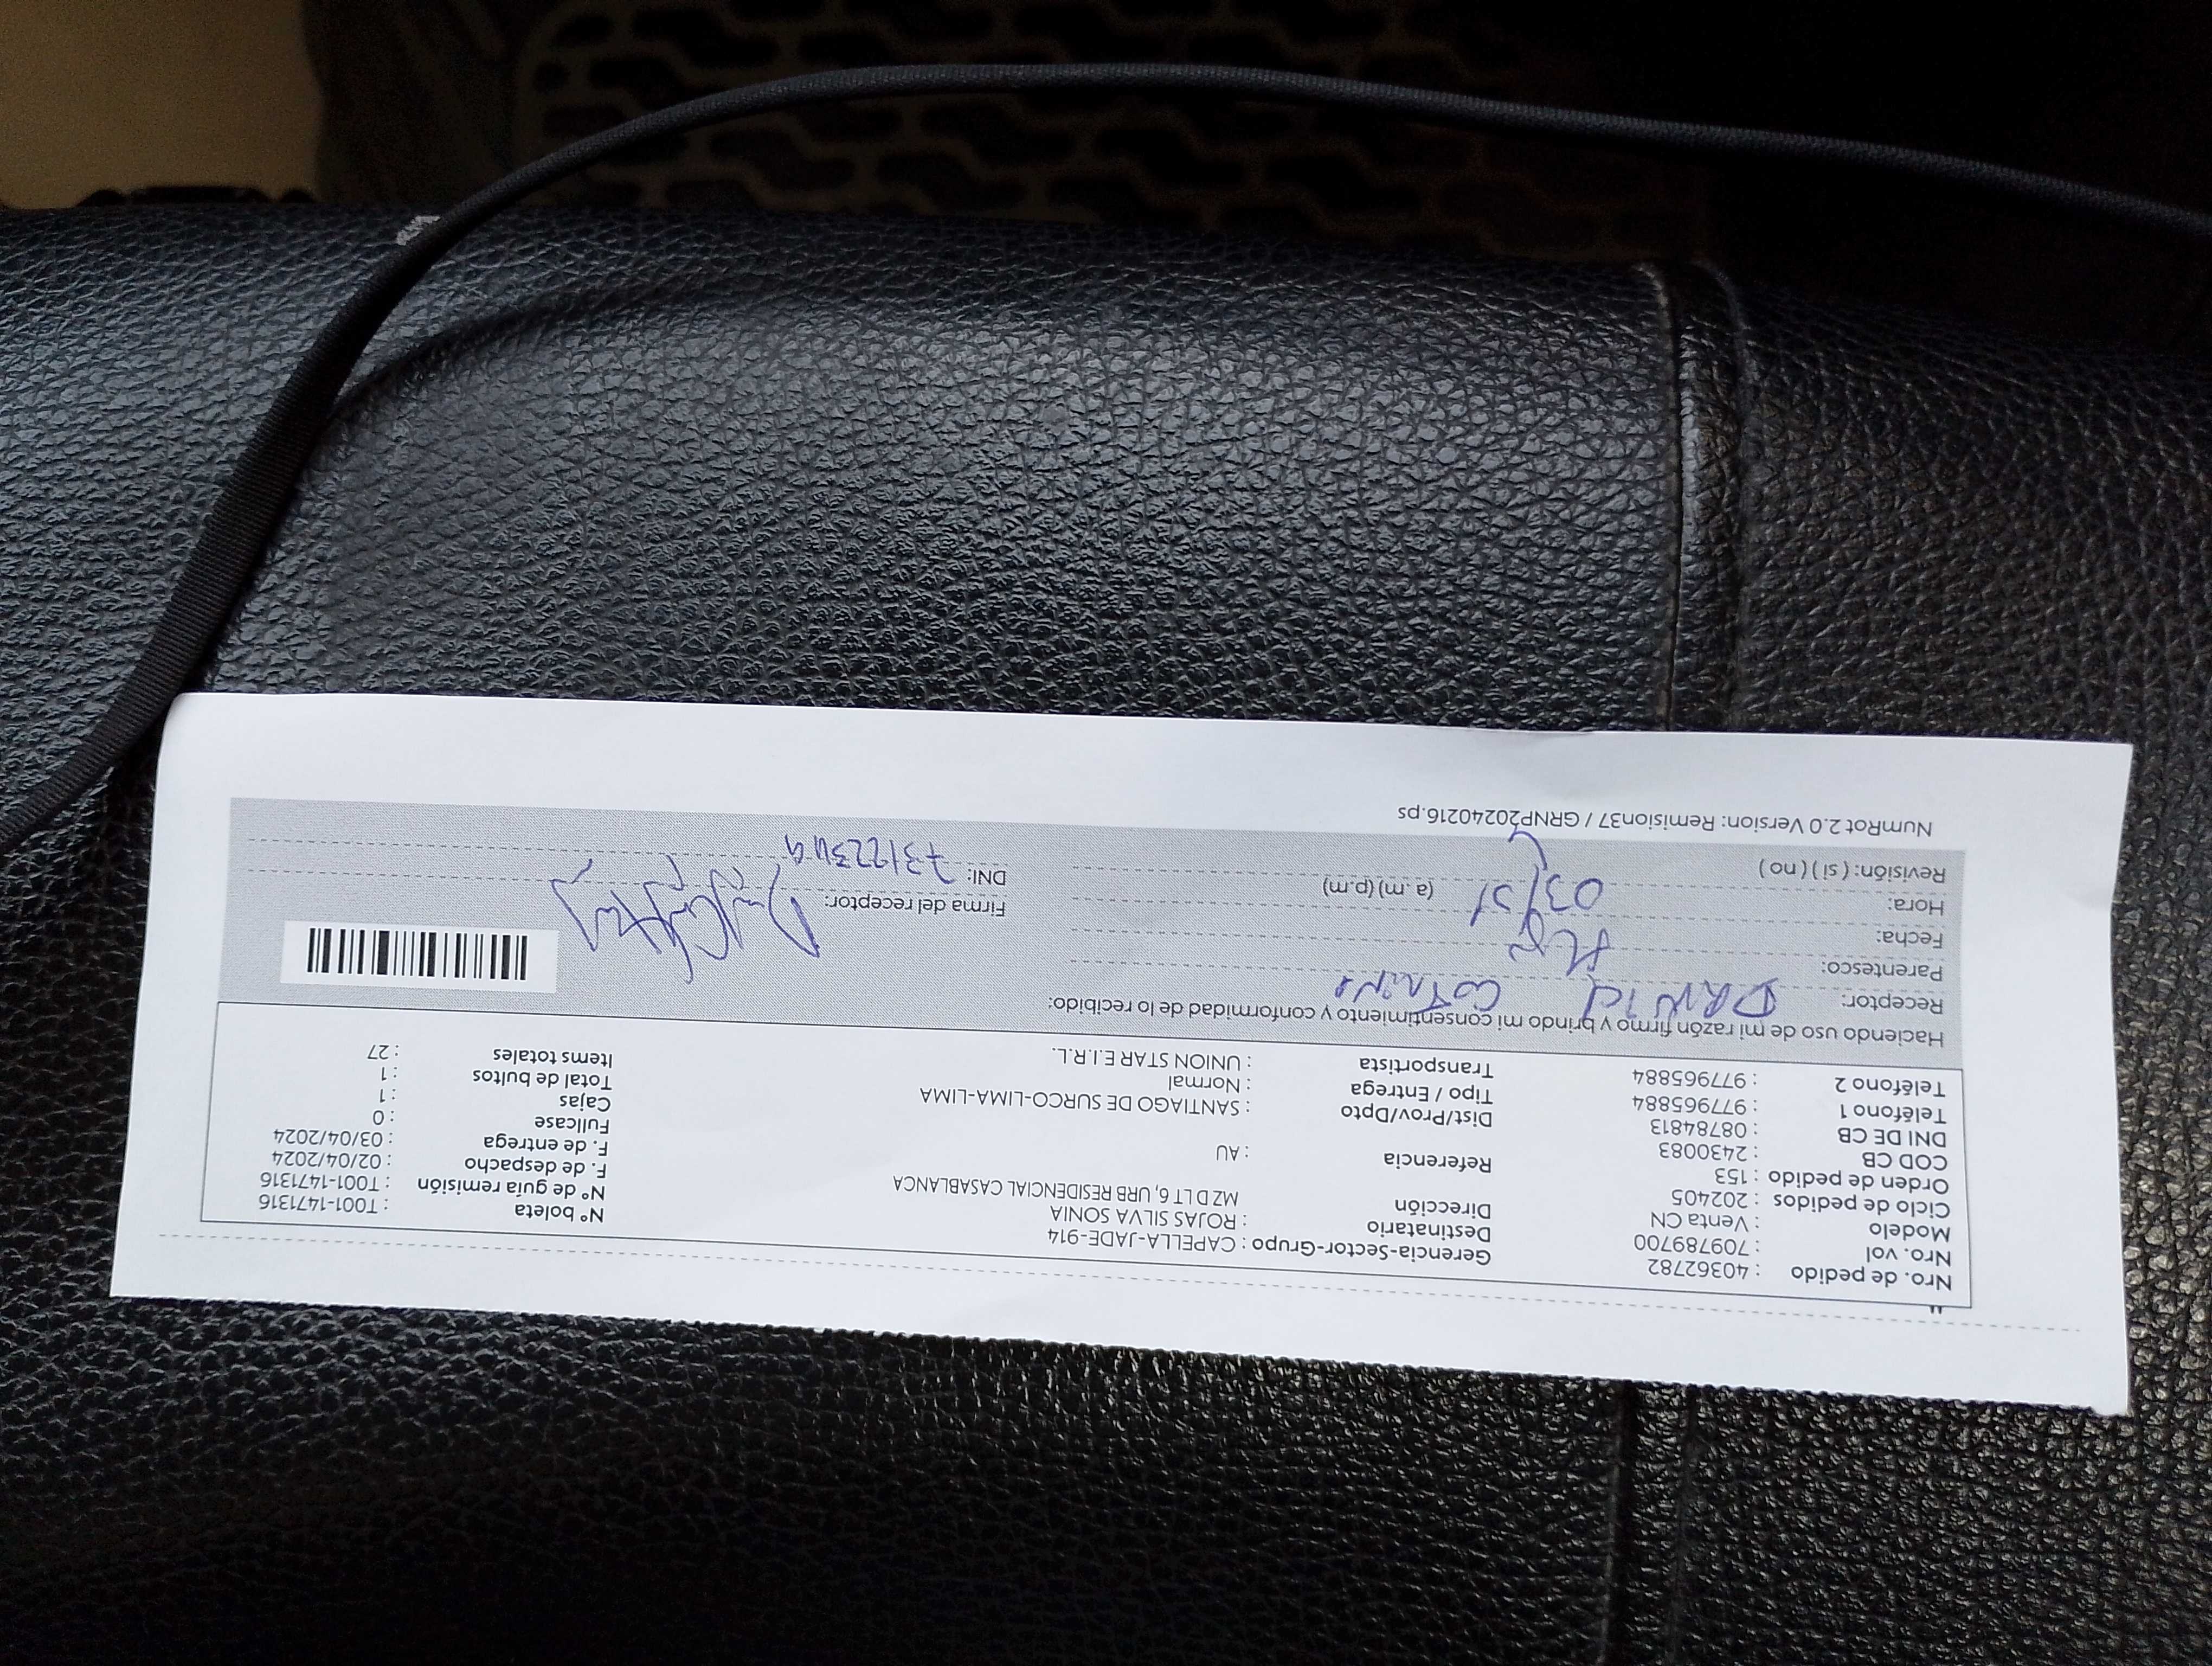 Nro. de pedido : 40362782
Nro. vol : 709789700
Modelo : Venta CN
Ciclo de pedidos : 202405
Orden de pedido : 153
COD CB : 2430083
DNI DE CB : 08784813
Teléfono 1 : 977965884
Teléfono 2 : 977965884
Gerencia-Sector-Grupo : CAPELLA-JADE-914
Destinatario : ROJAS SILVA SONIA
Dirección MZ D LT 6, URB RESIDENCIAL CASABLANCA
Referencia : AU
Dist/Prov/Dpto : SANTIAGO DE SURCO-LIMA-LIMA
Tipo / Entrega : Normal
Transportista : UNION STAR E.I.R.L.
N° boleta : T001-1471316
N° de guía remisión : T001-1471316
F. de despacho : 02/04/2024
F. de entrega : 03/04/2024
Fullcase : 0
Cajas : 1
Total de bultos : 1
Items totales : 27
Haciendo uso de mi razón firmo y brindo mi consentimiento y conformidad de lo recibido:
Receptor:
Parentesco:
Fecha:
Hora: (a.m) (p.m)
Revisión: ( si ) ( no )
Firma del receptor:
DNI:
NumRot 2.0 Version: Remision37 / GRNP20240216.ps